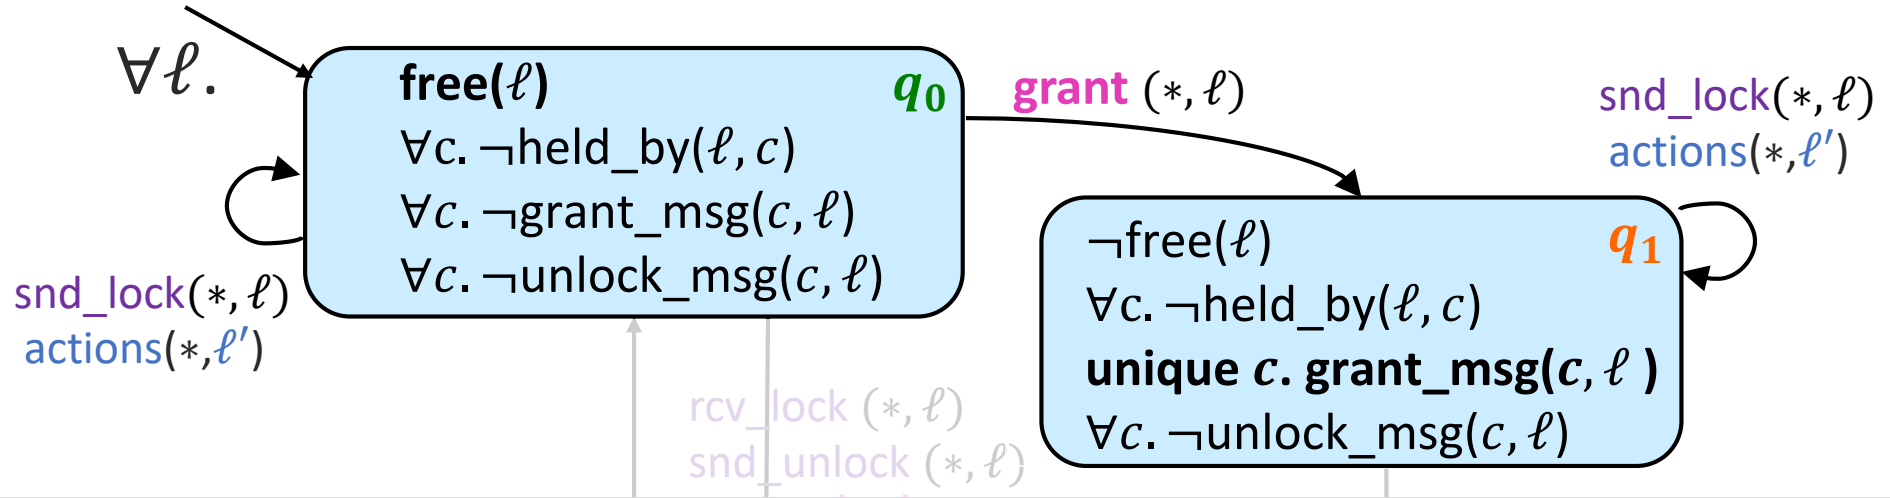 ∀ℓ.
free(ℓ) q₀
∀c. ¬held_by(ℓ, c)
∀c. ¬grant_msg(c, ℓ)
∀c. ¬unlock_msg(c, ℓ)
snd_lock(∗, ℓ)
actions(∗,ℓ′)
grant (∗, ℓ)
snd_lock(∗, ℓ)
actions(∗,ℓ′)
¬free(ℓ) q₁
∀c. ¬held_by(ℓ, c)
unique c. grant_msg(c, ℓ )
∀c. ¬unlock_msg(c, ℓ)
rcv_lock (∗, ℓ)
snd_unlock (∗, ℓ)